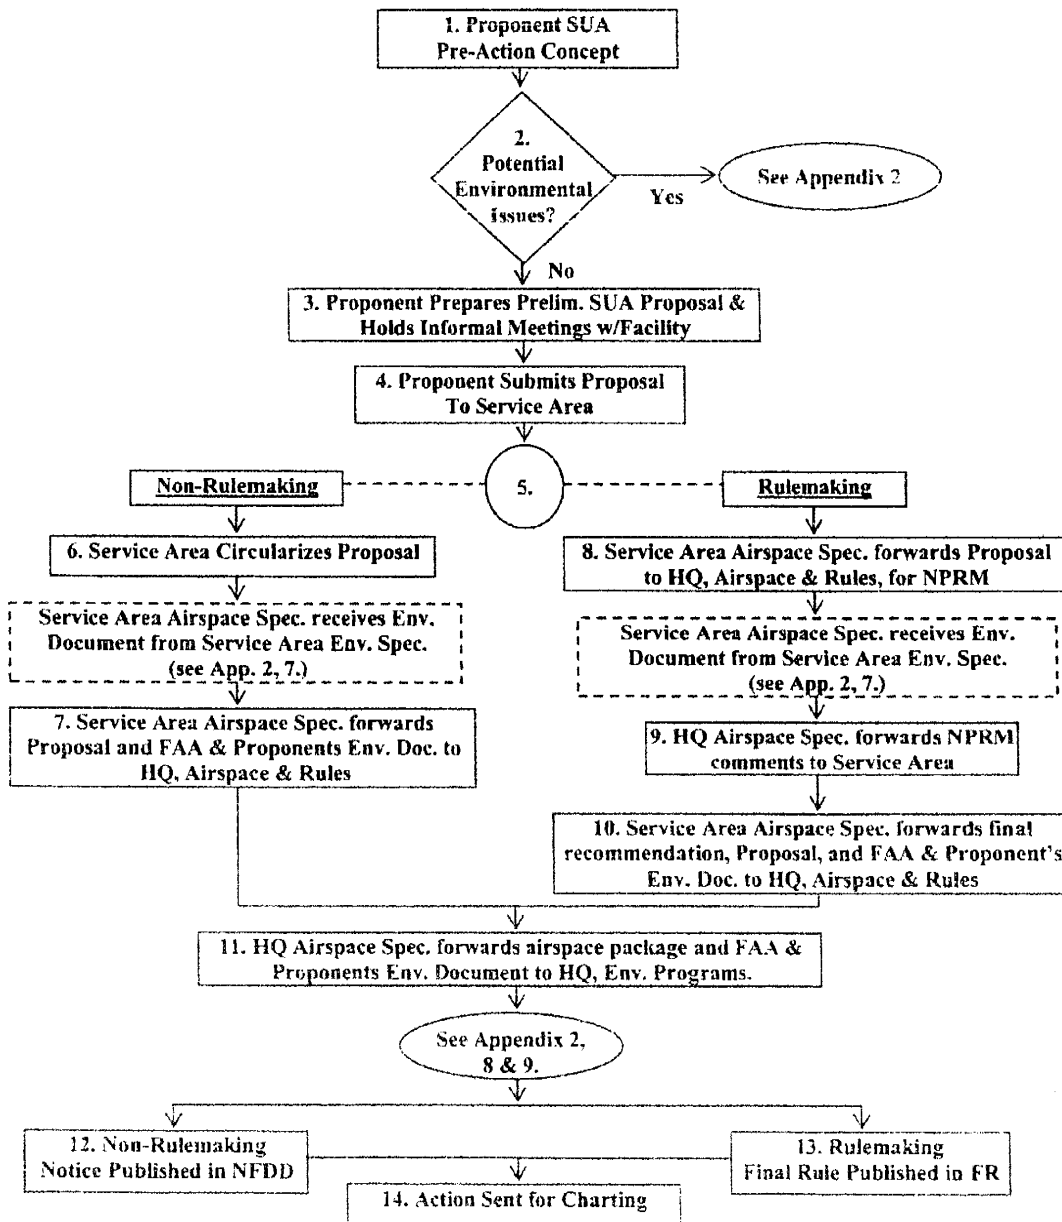 1. Proponent SUA
Pre-Action Concept
2.
Potential
Environmental
issues?
Yes
See Appendix 2
No
3. Proponent Prepares Prelim. SUA Proposal &
Holds Informal Meetings w/Facility
4. Proponent Submits Proposal
To Service Area
5.
Non-Rulemaking
Rulemaking
6. Service Area Circularizes Proposal
Service Area Airspace Spec. receives Env.
Document from Service Area Env. Spec.
(see App. 2, 7.)
7. Service Area Airspace Spec. forwards
Proposal and FAA & Proponents Env. Doc. to
HQ, Airspace & Rules
8. Service Area Airspace Spec. forwards Proposal
to HQ, Airspace & Rules, for NPRM
Service Area Airspace Spec. receives Env.
Document from Service Area Env. Spec.
(see App. 2, 7.)
9. HQ Airspace Spec. forwards NPRM
comments to Service Area
10. Service Area Airspace Spec. forwards final
recommendation, Proposal, and FAA & Proponent's
Env. Doc. to HQ, Airspace & Rules
11. HQ Airspace Spec. forwards airspace package and FAA &
Proponents Env. Document to HQ, Env. Programs.
See Appendix 2,
8 & 9.
12. Non-Rulemaking
Notice Published in NFDD
13. Rulemaking
Final Rule Published in FR
14. Action Sent for Charting